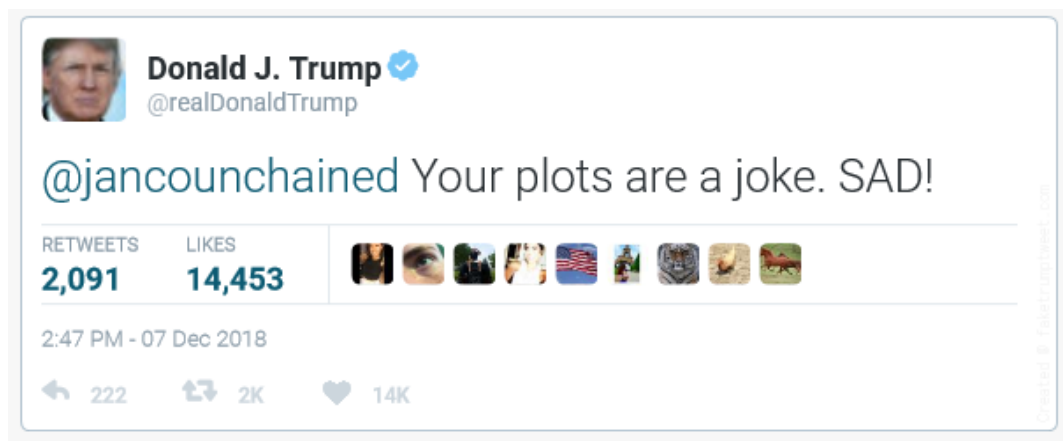 Donald J. Trump
@realDonaldTrump
@jancounchained Your plots are a joke. SAD!
RETWEETS LIKES
2,091 14,453
2:47 PM - 07 Dec 2018
222 2K 14K
Created @ faketrumptweet.com